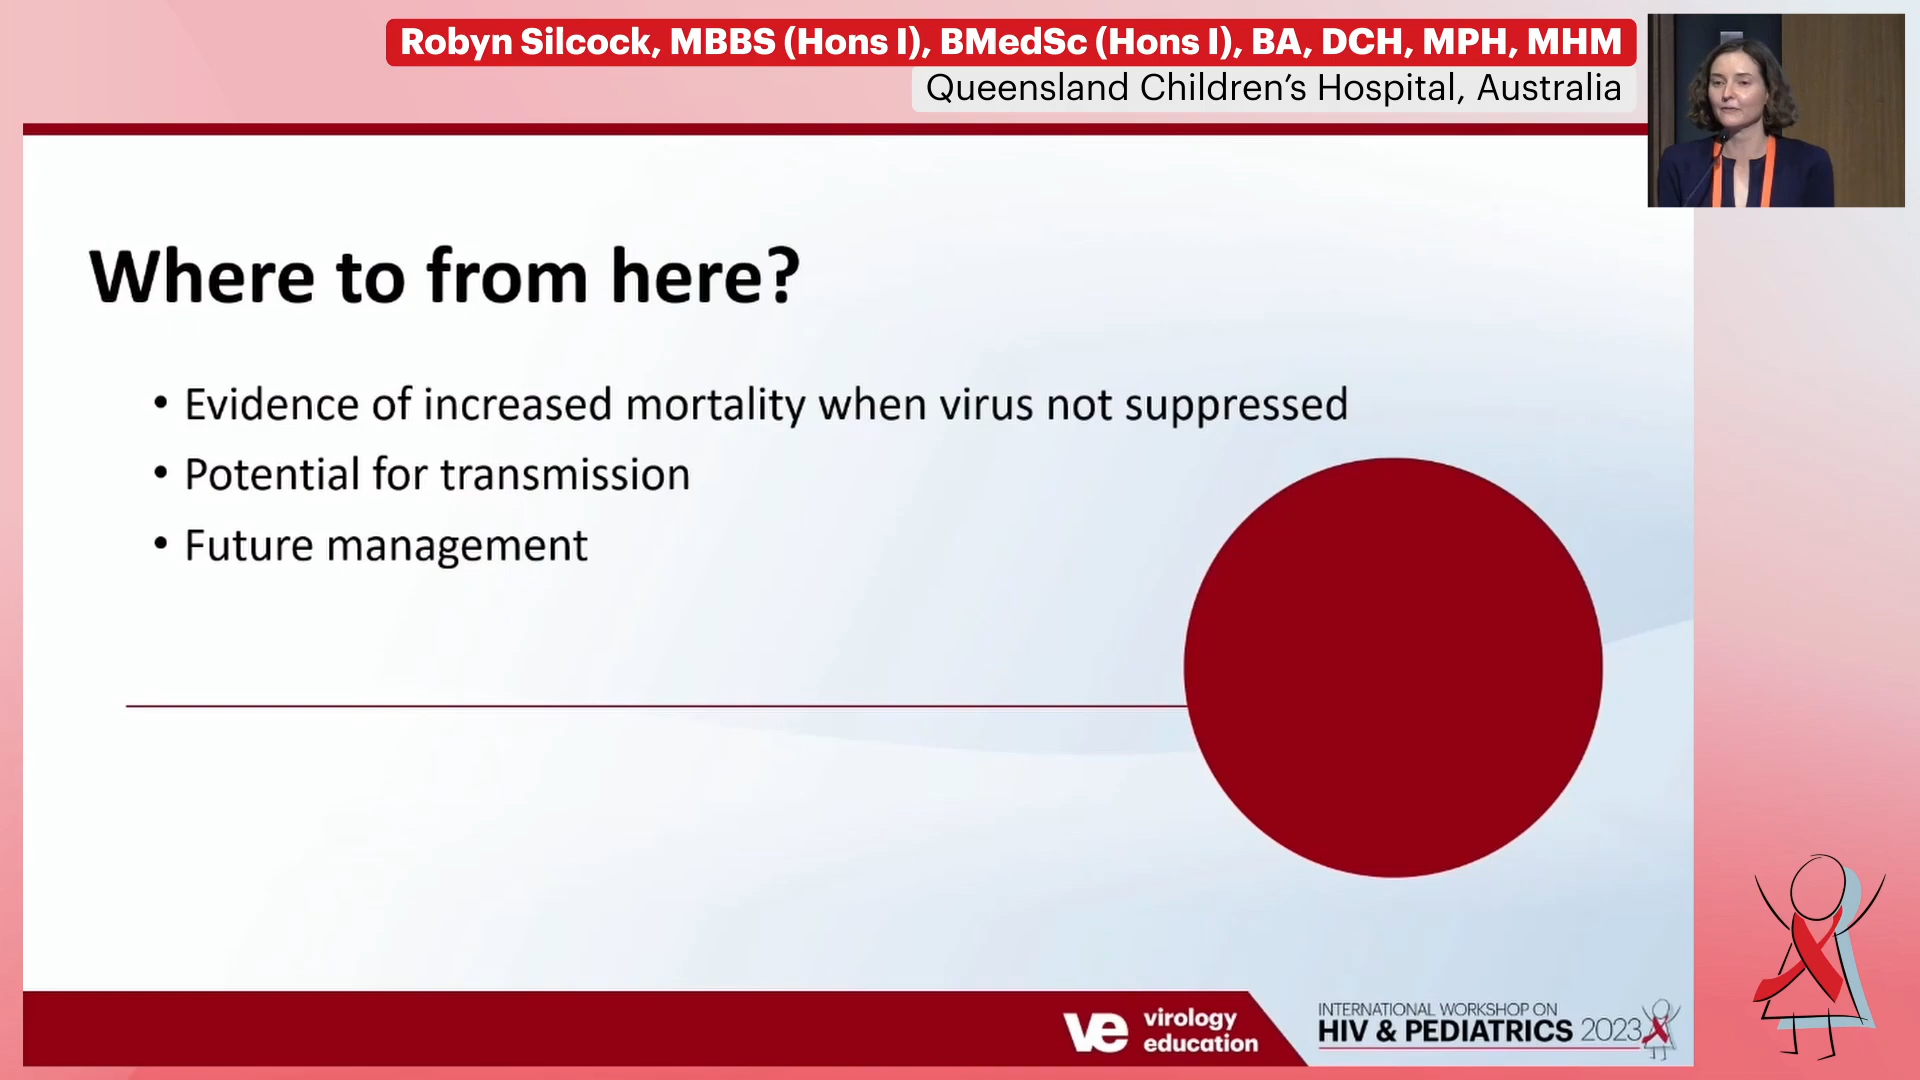 Robyn Silcock, MBBS (Hons I), BMedSc (Hons I), BA, DCH, MPH, MHM
Queensland Children’s Hospital, Australia
Where to from here?
• Evidence of increased mortality when virus not suppressed
• Potential for transmission
• Future management
ve virology
education
INTERNATIONAL WORKSHOP ON
HIV & PEDIATRICS 2023